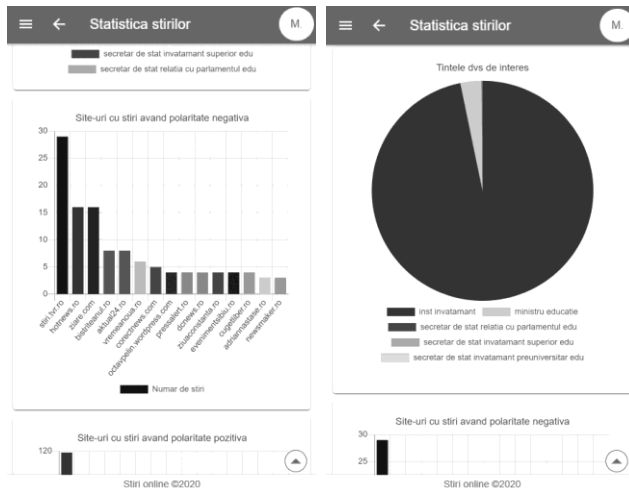 Statistica stirilor
M.
secretar de stat invatamant superior edu
secretar de stat relatia cu parlamentul edu
Site-uri cu stiri avand polaritate negativa
30
25
20
15
10
5
0
stiri.tvr.ro
hotnews.ro
ziare.com
bistriteanul.ro
aktual24.ro
vremeanoua.ro
corectnews.com
octavpelin.wordpress.com
pressalert.ro
dcnews.ro
ziuaconstanta.ro
evenimentelbiu.ro
cugetliber.ro
adriannastasie.ro
newsmaker.ro
Numar de stiri
Site-uri cu stiri avand polaritate pozitiva
120
Stiri online ©2020
Statistica stirilor
M.
Tintele dvs de interes
inst invatamant
ministru educatie
secretar de stat relatia cu parlamentul edu
secretar de stat invatamant superior edu
secretar de stat invatamant preuniversitar edu
Site-uri cu stiri avand polaritate negativa
30
25
Stiri online ©2020